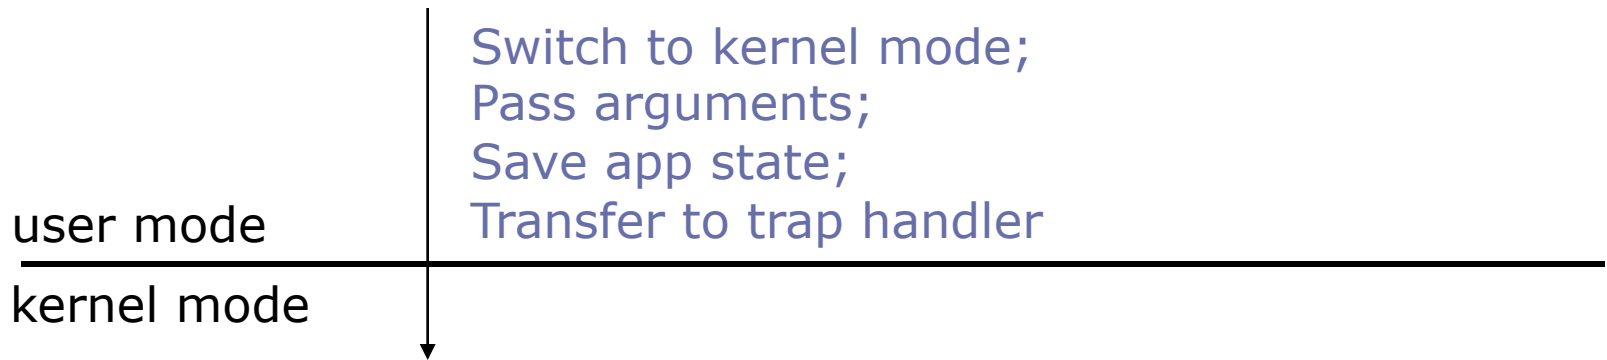 Switch to kernel mode;
Pass arguments;
Save app state;
Transfer to trap handler
user mode
kernel mode